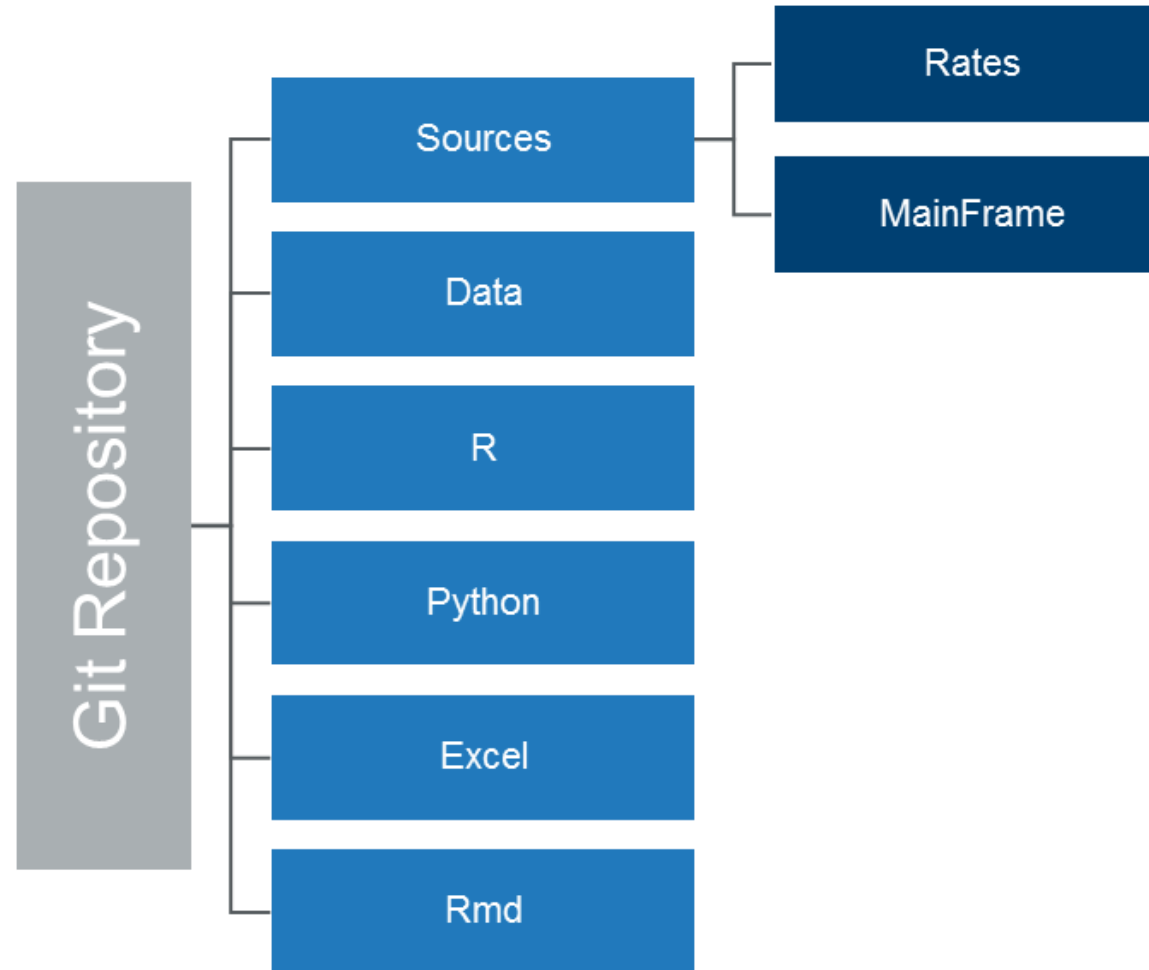 Git Repository
Sources
Rates
MainFrame
Data
R
Python
Excel
Rmd